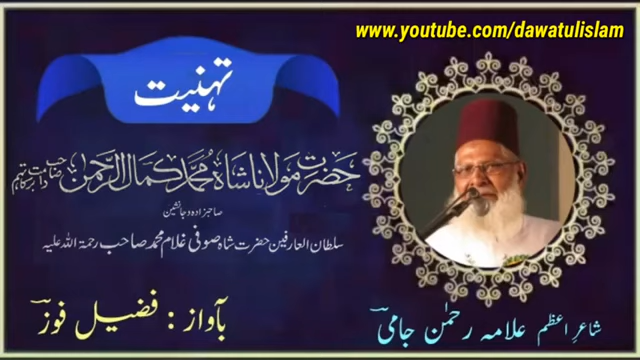 www.youtube.com/dawatulislam
تہنیت
حضرت مولانا شاہ محمد کمال الرحمٰن صاحب دامت برکاتہم
صاحبزادہ و جانشین
سلطان العارفین حضرت شاہ صوفی غلام محمد صاحب رحمۃ اللہ علیہ
بآواز : فضیل فوز
شاعرِ اعظم علامہ رحمٰن جامی